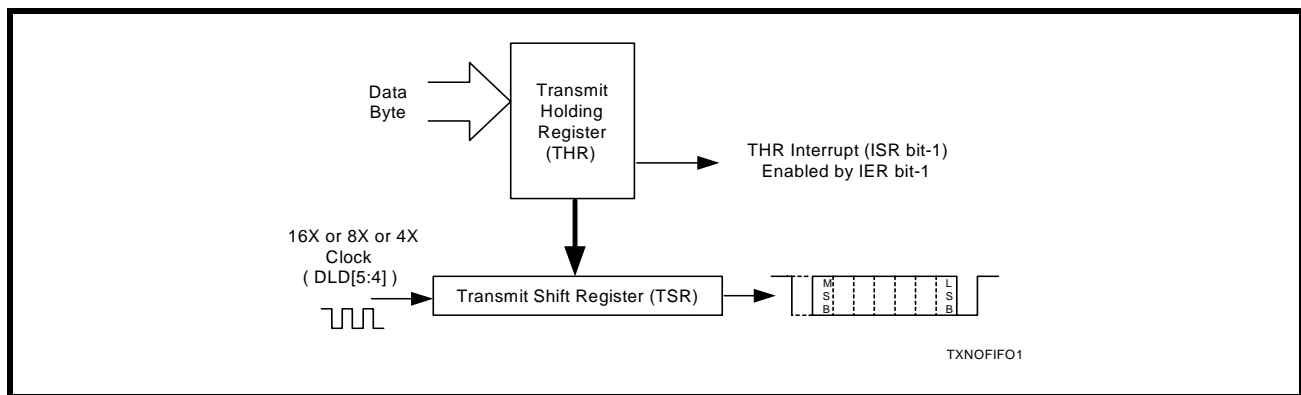 Data
Byte
Transmit
Holding
Register
(THR)
THR Interrupt (ISR bit-1)
Enabled by IER bit-1
16X or 8X or 4X
Clock
( DLD[5:4] )
Transmit Shift Register (TSR)
M
S
B
L
S
B
TXNOFIFO1